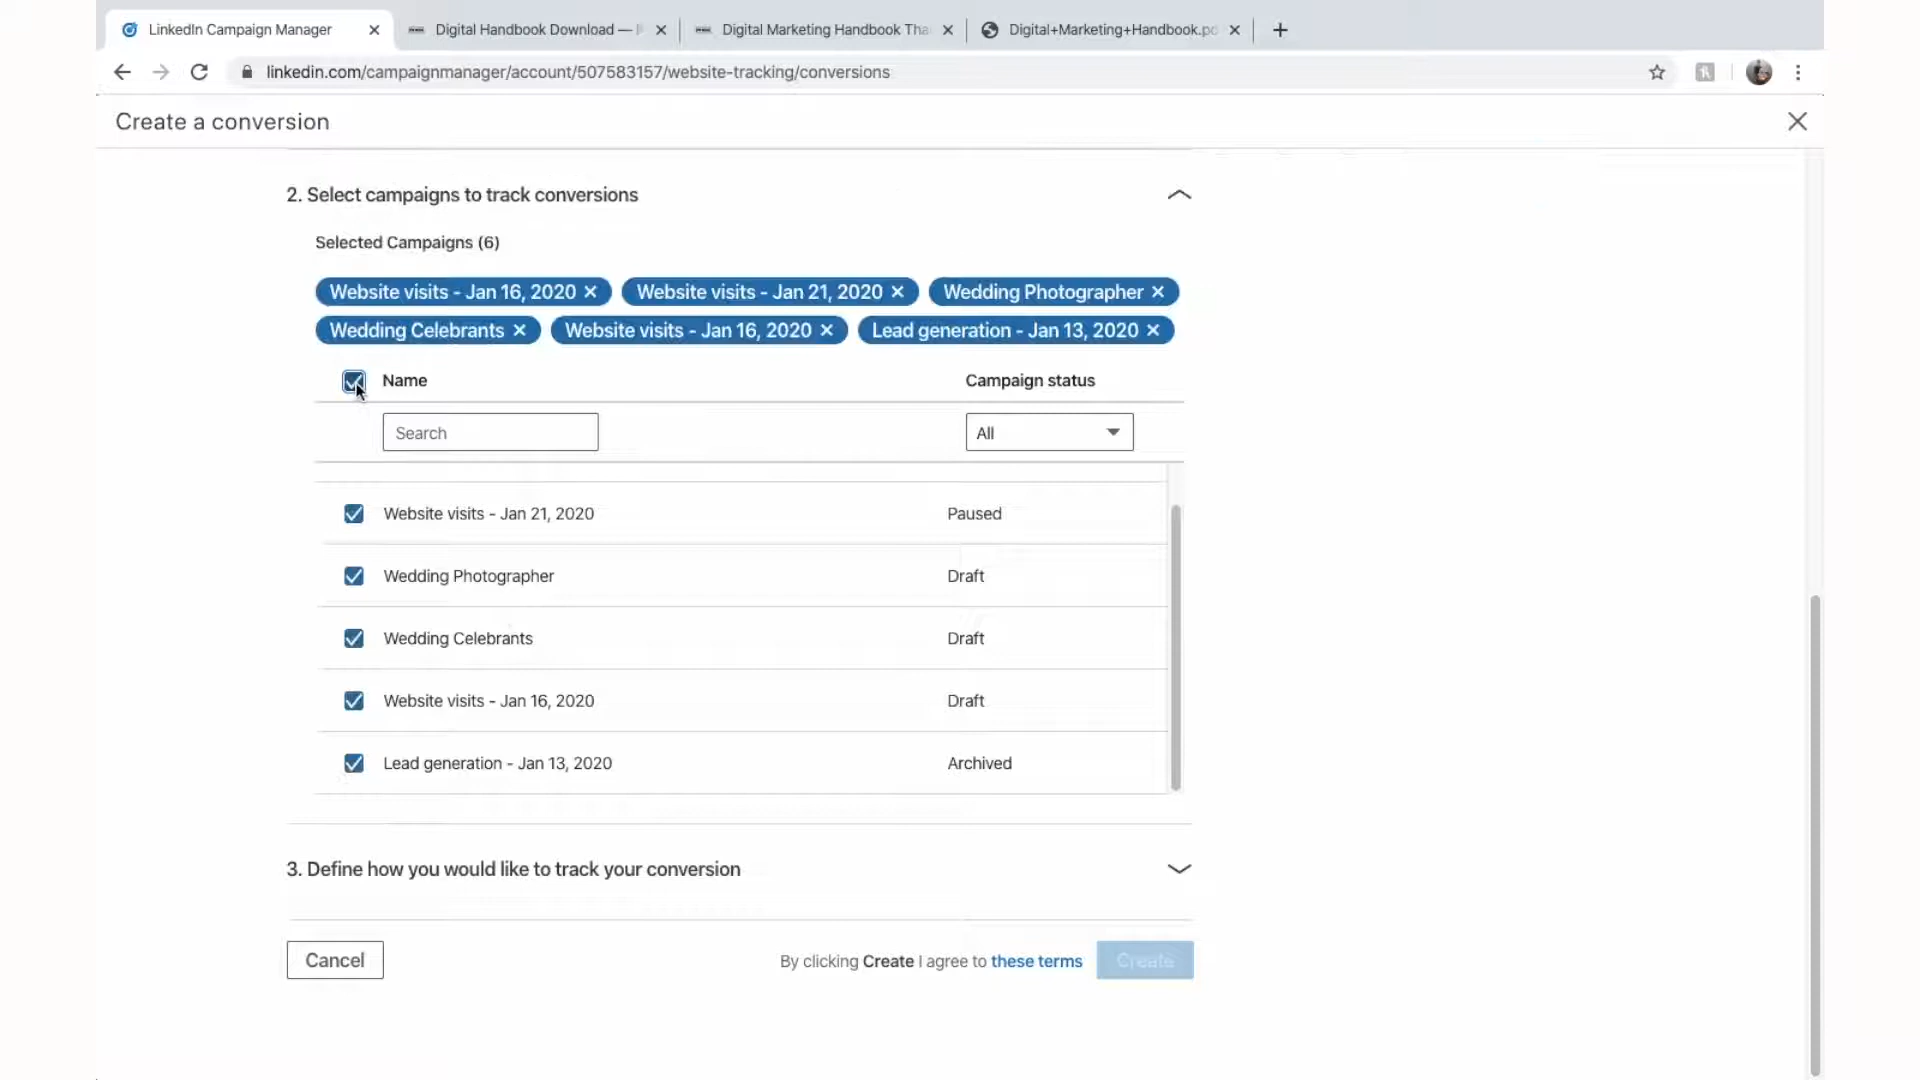 LinkedIn Campaign Manager
Digital Handbook Download —
Digital Marketing Handbook Tha
Digital+Marketing+Handbook.pd
linkedin.com/campaignmanager/account/507583157/website-tracking/conversions
Create a conversion
2. Select campaigns to track conversions
Selected Campaigns (6)
Website visits - Jan 16, 2020 × Website visits - Jan 21, 2020 × Wedding Photographer ×
Wedding Celebrants × Website visits - Jan 16, 2020 × Lead generation - Jan 13, 2020 ×
Name Campaign status
Search All
Website visits - Jan 21, 2020 Paused
Wedding Photographer Draft
Wedding Celebrants Draft
Website visits - Jan 16, 2020 Draft
Lead generation - Jan 13, 2020 Archived
3. Define how you would like to track your conversion
Cancel By clicking Create I agree to these terms Create